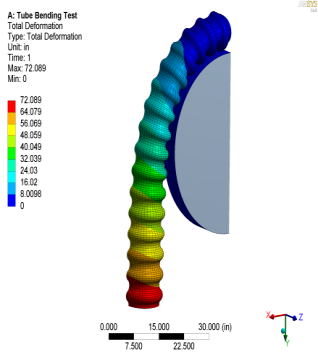 A: Tube Bending Test
Total Deformation
Type: Total Deformation
Unit: in
Time: 1
Max: 72.089
Min: 0
72.089
64.079
56.069
48.059
40.049
32.039
24.03
16.02
8.0098
0
0.000 15.000 30.000 (in)
7.500 22.500
X Z
Y